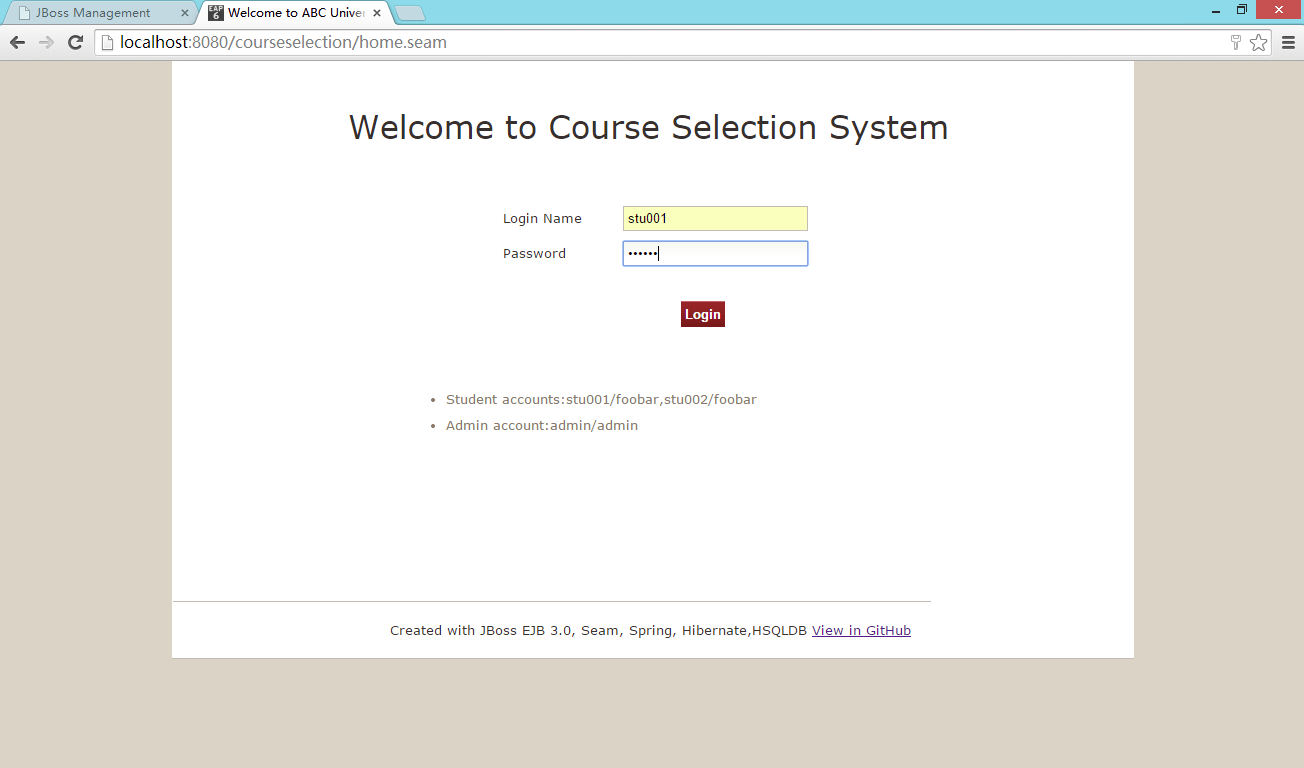 JBoss Management
EAP 6 Welcome to ABC Univer
localhost:8080/courseselection/home.seam
Welcome to Course Selection System
Login Name stu001
Password ••••••
Login
• Student accounts:stu001/foobar,stu002/foobar
• Admin account:admin/admin
Created with JBoss EJB 3.0, Seam, Spring, Hibernate,HSQLDB View in GitHub